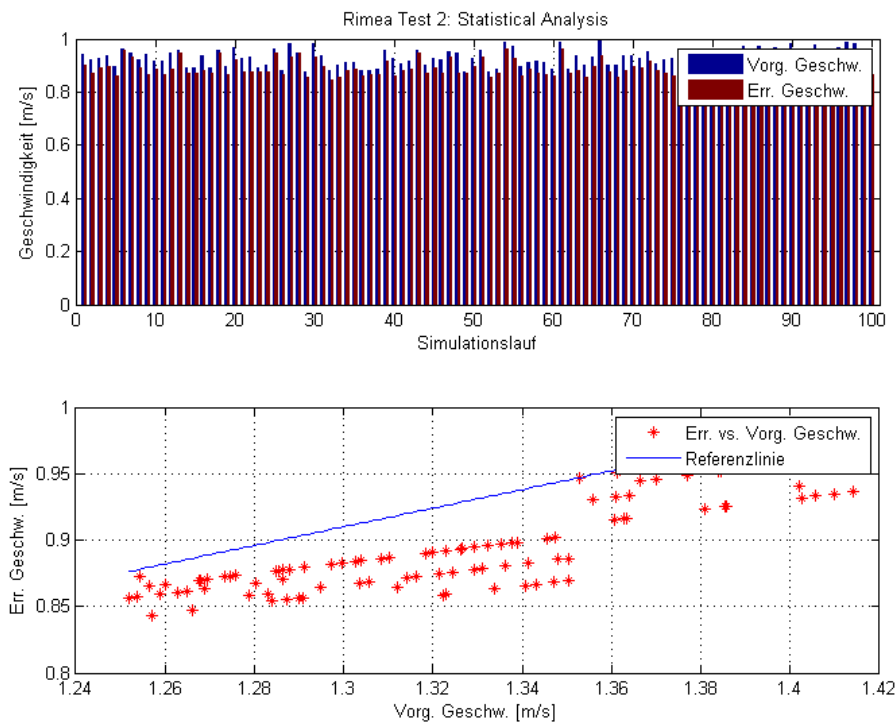 Rimea Test 2: Statistical Analysis
1
0.8
0.6
0.4
0.2
0
Geschwindigkeit [m/s]
Vorg. Geschw.
Err. Geschw.
0 10 20 30 40 50 60 70 80 90 100
Simulationslauf
1
0.95
0.9
0.85
0.8
Err. Geschw. [m/s]
Err. vs. Vorg. Geschw.
Referenzlinie
1.24 1.26 1.28 1.3 1.32 1.34 1.36 1.38 1.4 1.42
Vorg. Geschw. [m/s]